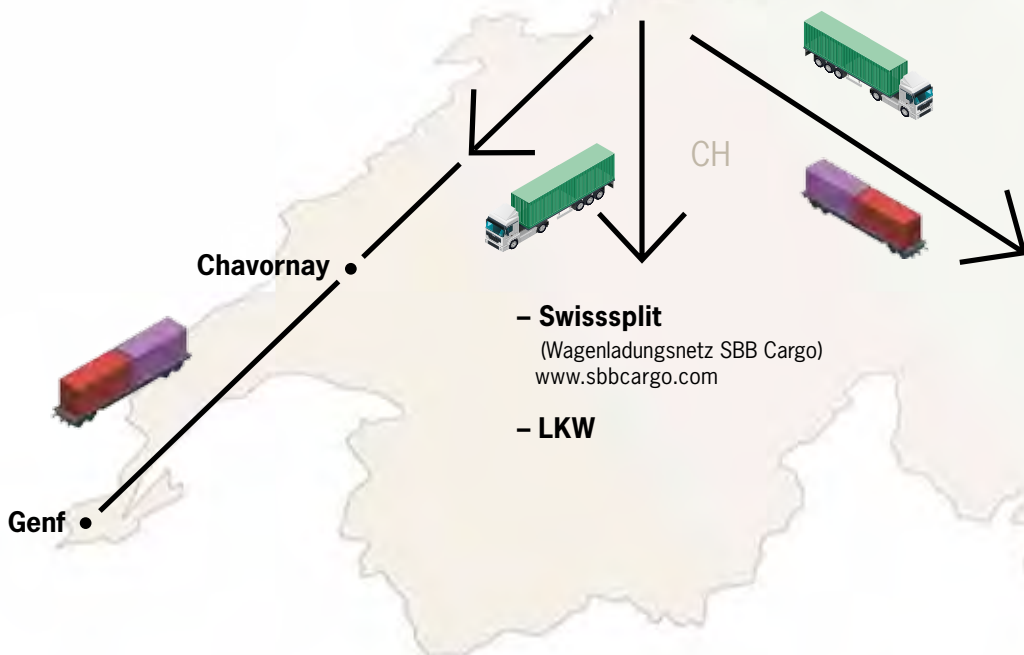 CH
Chavornay
– Swisssplit
(Wagenladungsnetz SBB Cargo)
www.sbbcargo.com
– LKW
Genf